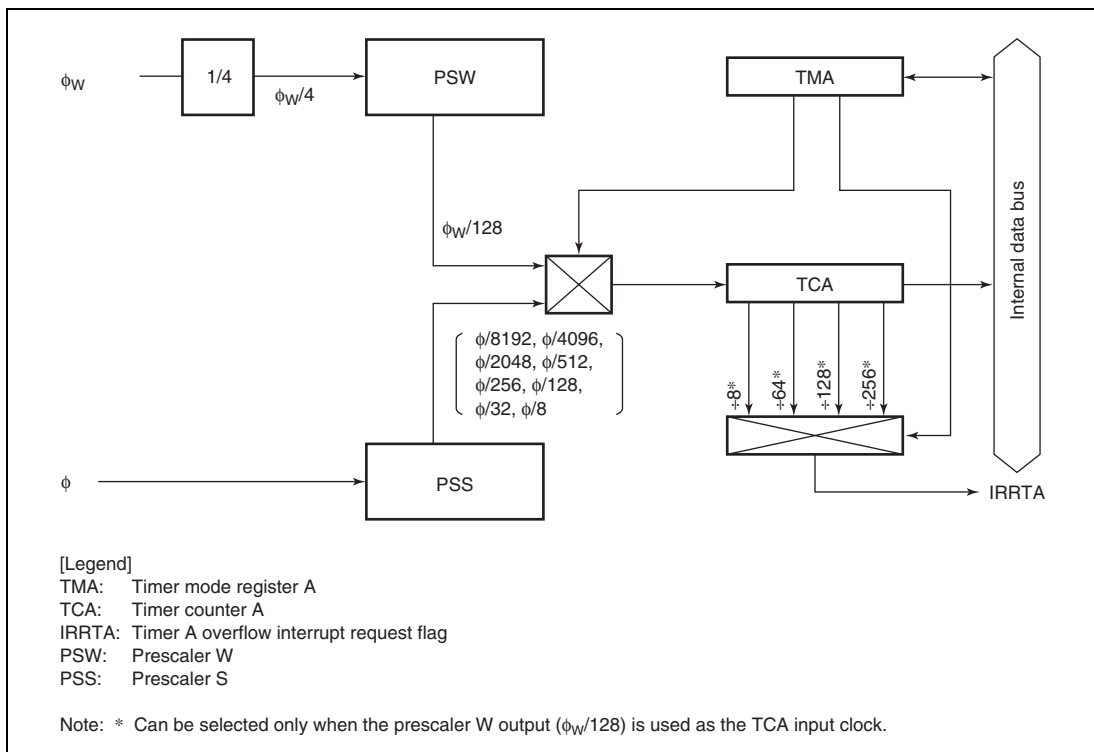 ϕW
1/4
ϕW/4
PSW
TMA
ϕW/128
TCA
Internal data bus
ϕ/8192, ϕ/4096,
ϕ/2048, ϕ/512,
ϕ/256, ϕ/128,
ϕ/32, ϕ/8
÷8*
÷64*
÷128*
÷256*
ϕ
PSS
IRRTA
[Legend]
TMA: Timer mode register A
TCA: Timer counter A
IRRTA: Timer A overflow interrupt request flag
PSW: Prescaler W
PSS: Prescaler S
Note: * Can be selected only when the prescaler W output (ϕW/128) is used as the TCA input clock.